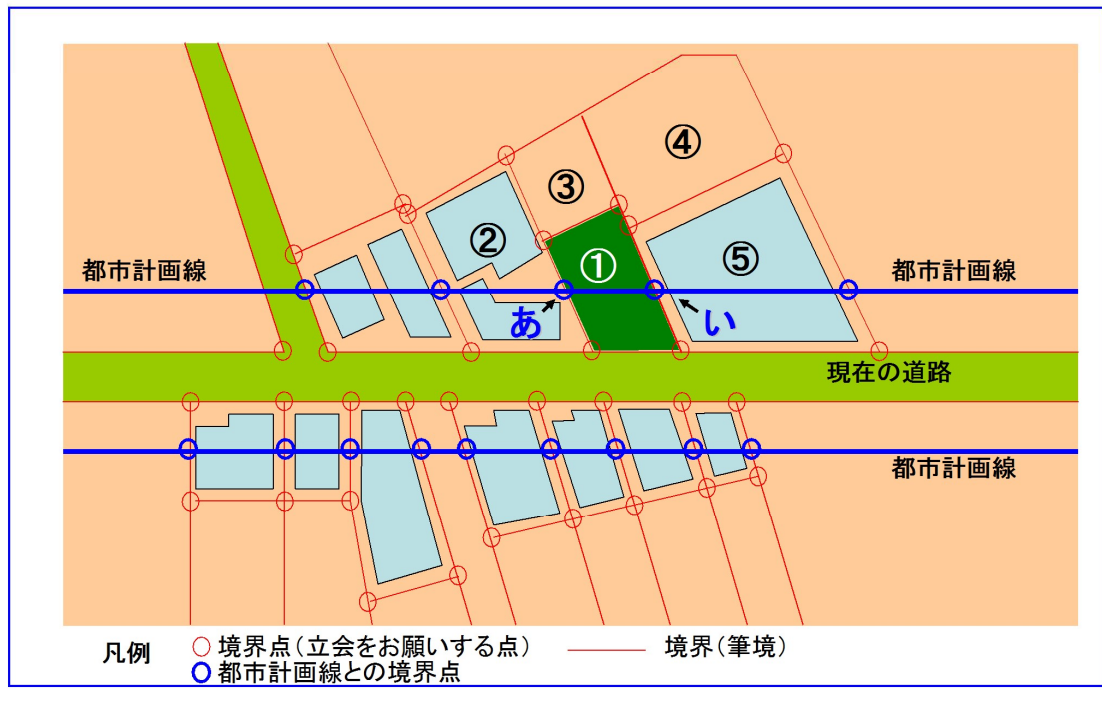 ④
③
②
①
⑤
都市計画線
都市計画線
あ
い
現在の道路
都市計画線
凡例
境界点(立会をお願いする点)
境界(筆境)
都市計画線との境界点